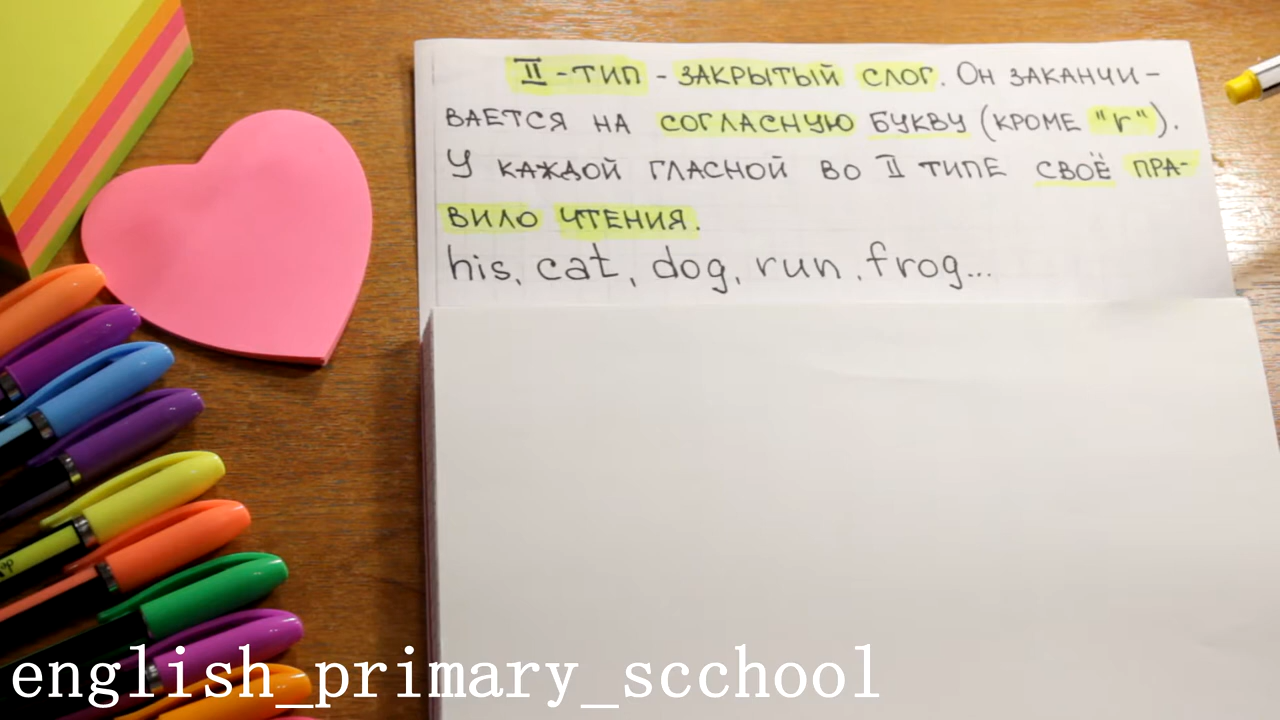 II - ТИП - ЗАКРЫТЫЙ СЛОГ. ОН ЗАКАНЧИ-
ВАЕТСЯ НА СОГЛАСНУЮ БУКВУ (КРОМЕ "r").
У КАЖДОЙ ГЛАСНОЙ ВО II ТИПЕ СВОЁ ПРА-
ВИЛО ЧТЕНИЯ.
his, cat, dog, run, frog...
english_primary_scchool